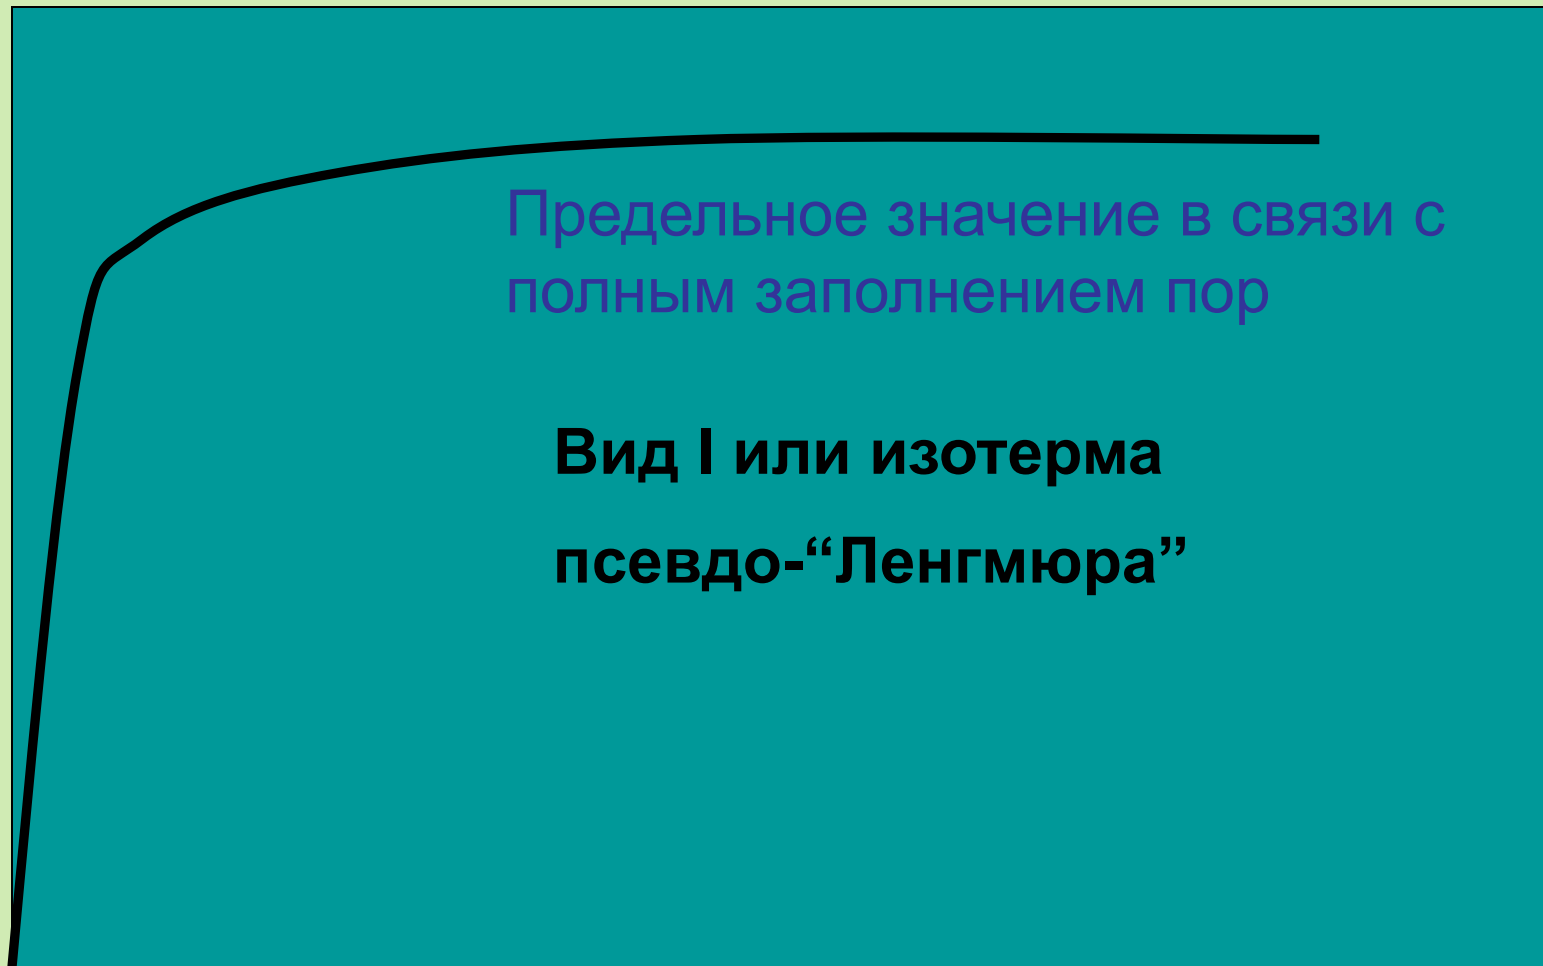 Предельное значение в связи с
полным заполнением пор
Вид I или изотерма
псевдо-“Ленгмюра”